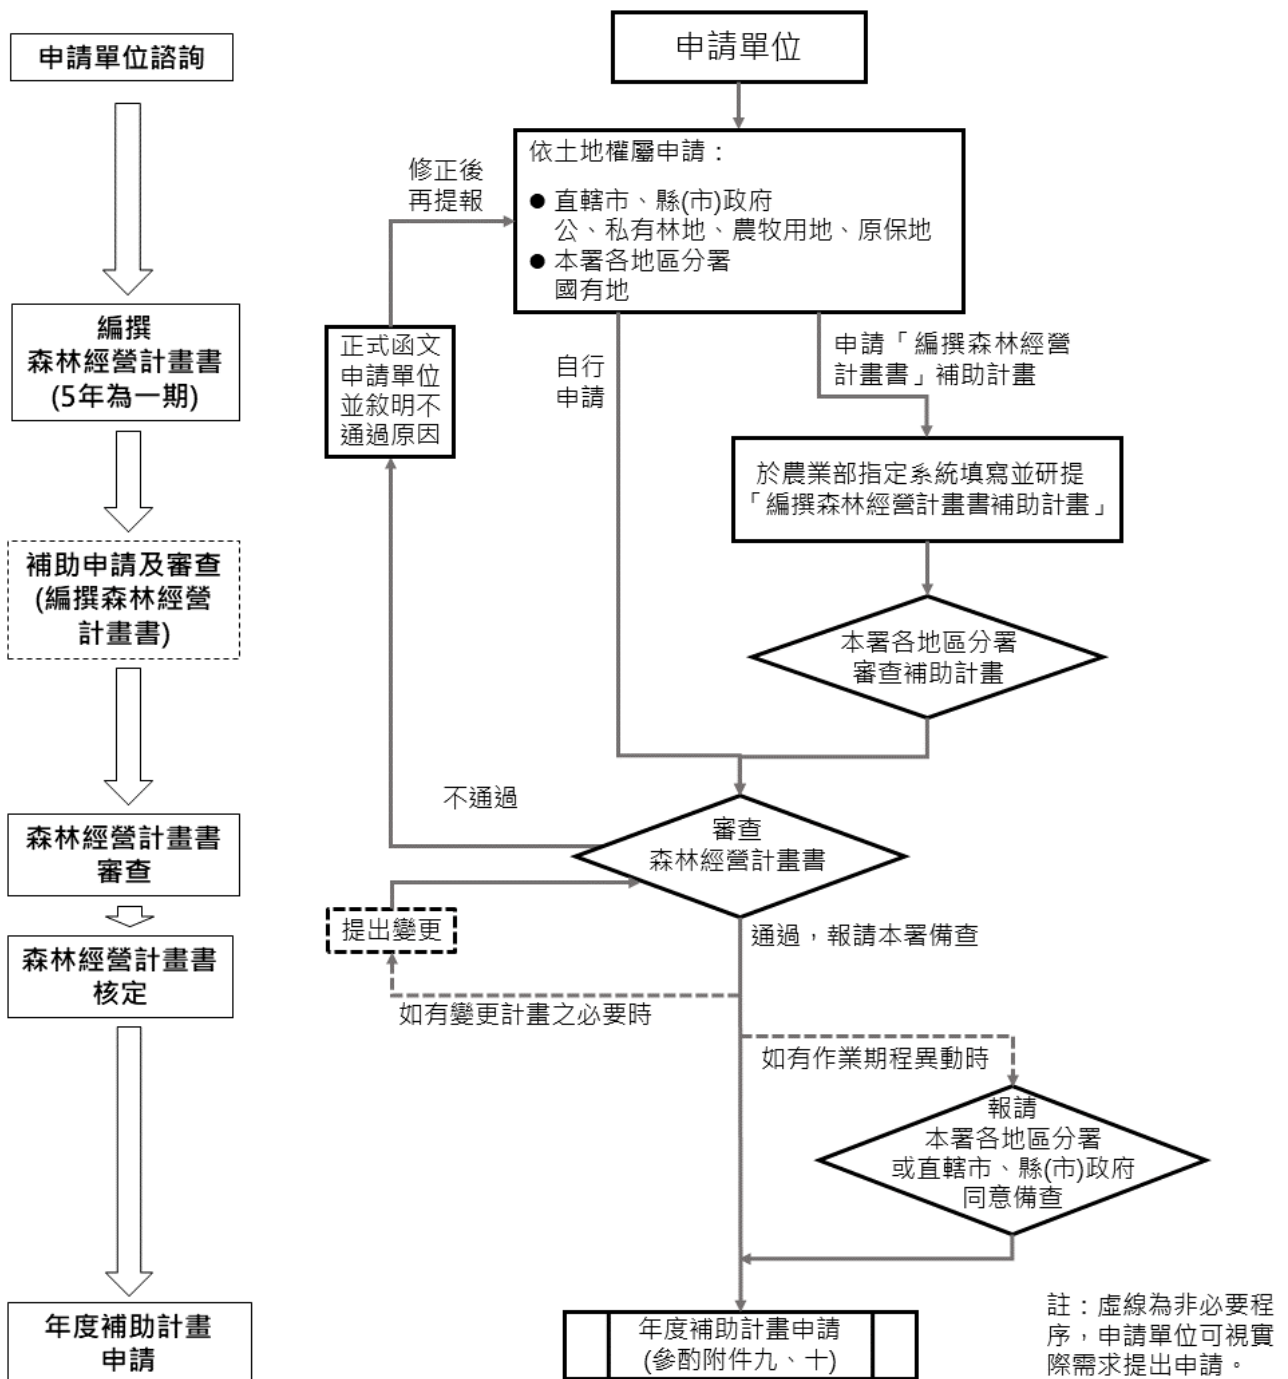 申請單位諮詢
編撰
森林經營計畫書
(5年為一期)
補助申請及審查
(編撰森林經營
計畫書)
森林經營計畫書
審查
森林經營計畫書
核定
年度補助計畫
申請
申請單位
依土地權屬申請：
● 直轄市、縣(市)政府
公、私有林地、農牧用地、原保地
● 本署各地區分署
國有地
修正後
再提報
正式函文
申請單位
並敘明不
通過原因
自行
申請
申請「編撰森林經營
計畫書」補助計畫
於農業部指定系統填寫並研提
「編撰森林經營計畫書補助計畫」
本署各地區分署
審查補助計畫
不通過
審查
森林經營計畫書
提出變更
通過，報請本署備查
如有變更計畫之必要時
如有作業期程異動時
報請
本署各地區分署
或直轄市、縣(市)政府
同意備查
年度補助計畫申請
(參酌附件九、十)
註：虛線為非必要程
序，申請單位可視實
際需求提出申請。